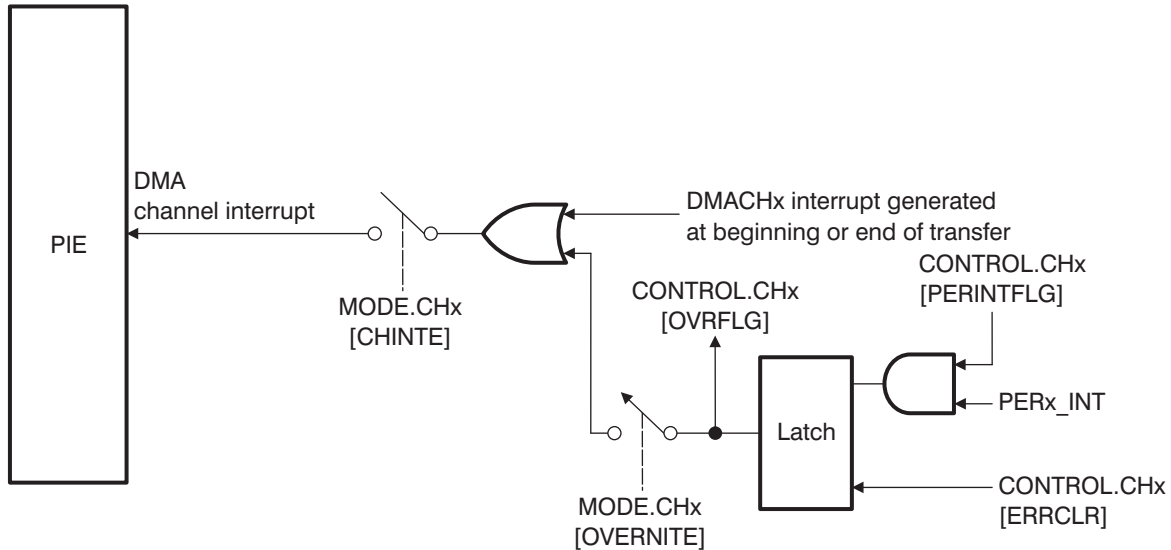 PIE
DMA
channel interrupt
MODE.CHx
[CHINTE]
DMACHx interrupt generated
at beginning or end of transfer
CONTROL.CHx
[OVRFLG]
CONTROL.CHx
[PERINTFLG]
PERx_INT
Latch
CONTROL.CHx
[ERRCLR]
MODE.CHx
[OVERNITE]